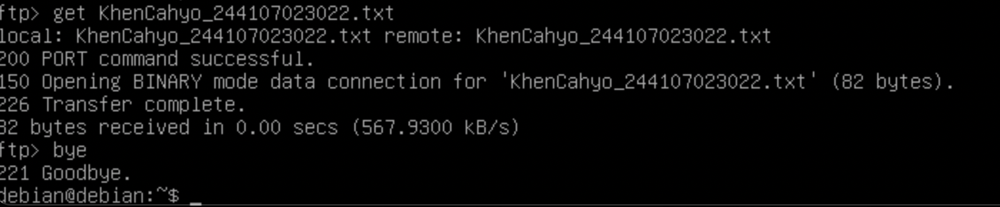 ftp> get KhenCahyo_244107023022.txt
local: KhenCahyo_244107023022.txt remote: KhenCahyo_244107023022.txt
200 PORT command successful.
150 Opening BINARY mode data connection for 'KhenCahyo_244107023022.txt' (82 bytes).
226 Transfer complete.
82 bytes received in 0.00 secs (567.9300 kB/s)
ftp> bye
221 Goodbye.
debian@debian:~$ _